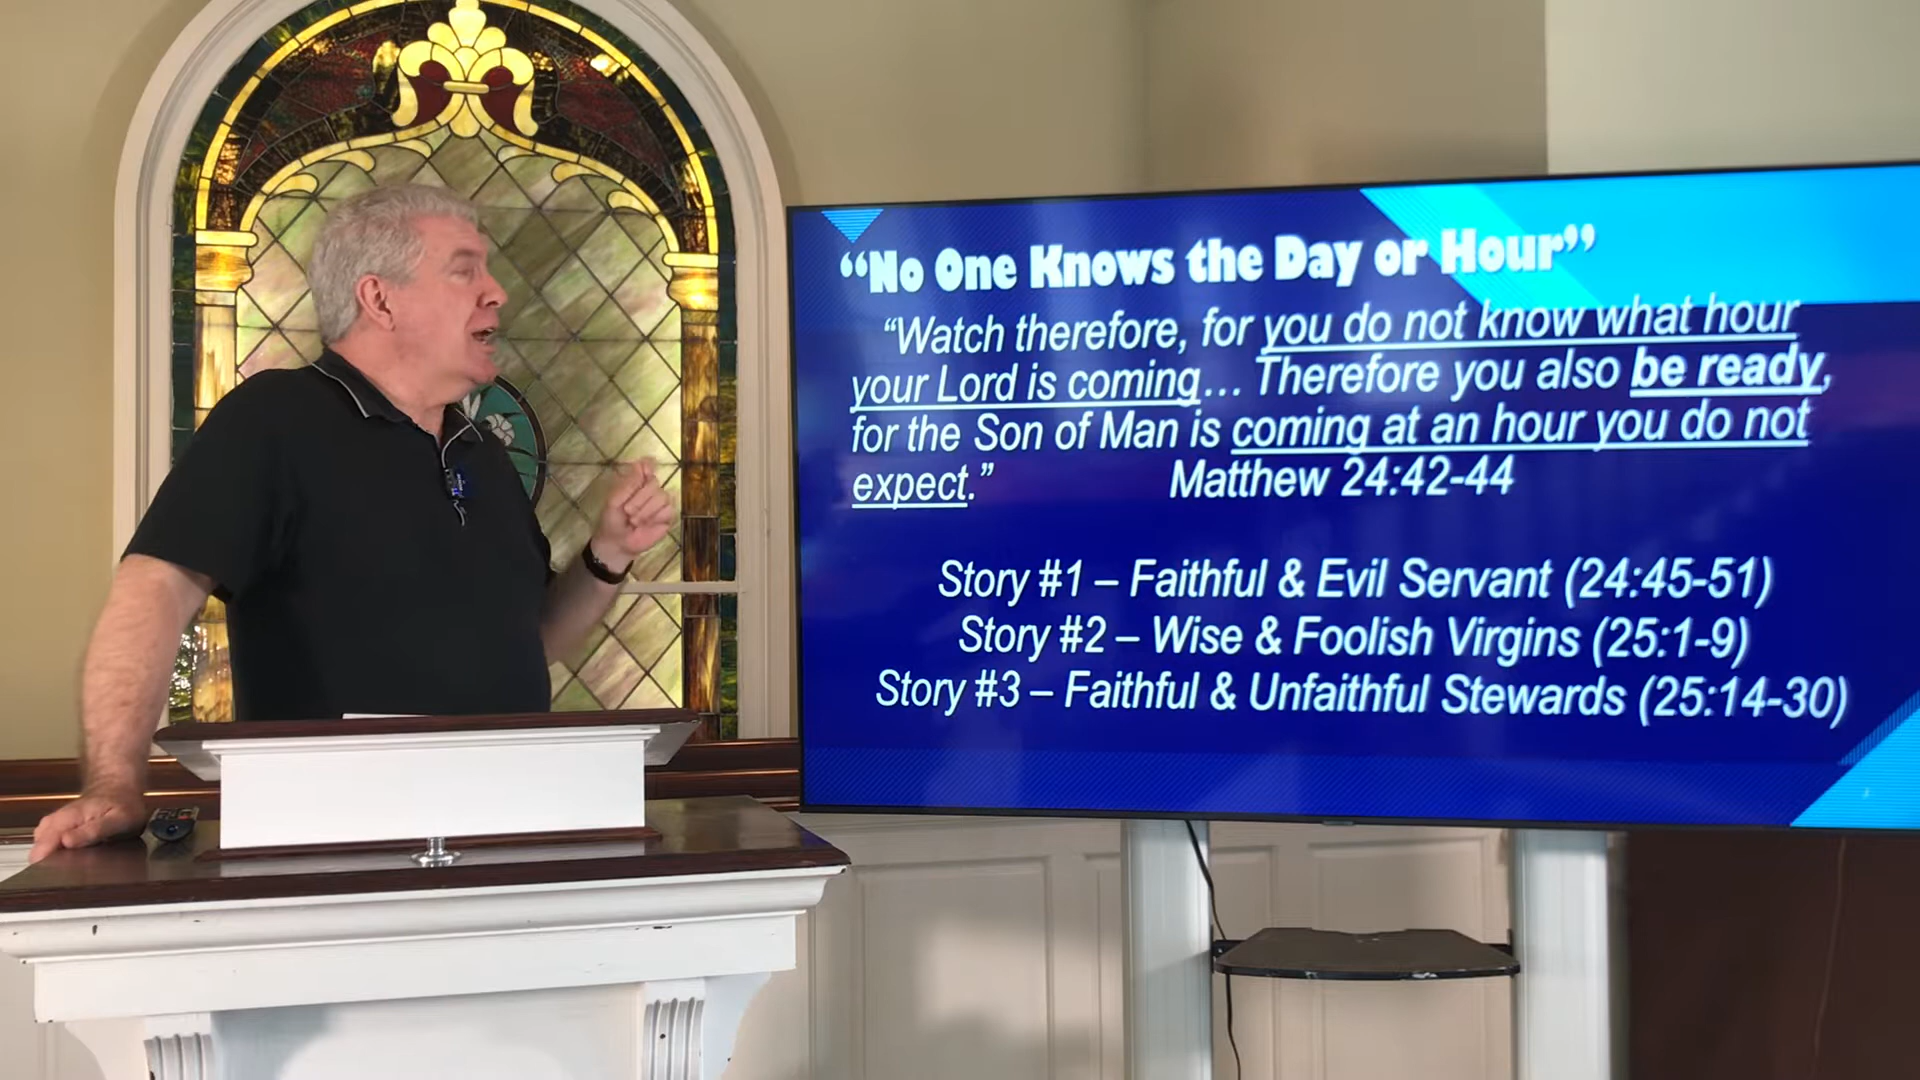 “No One Knows the Day or Hour”
“Watch therefore, for you do not know what hour
your Lord is coming… Therefore you also be ready,
for the Son of Man is coming at an hour you do not
expect.” Matthew 24:42-44
Story #1 – Faithful & Evil Servant (24:45-51)
Story #2 – Wise & Foolish Virgins (25:1-9)
Story #3 – Faithful & Unfaithful Stewards (25:14-30)